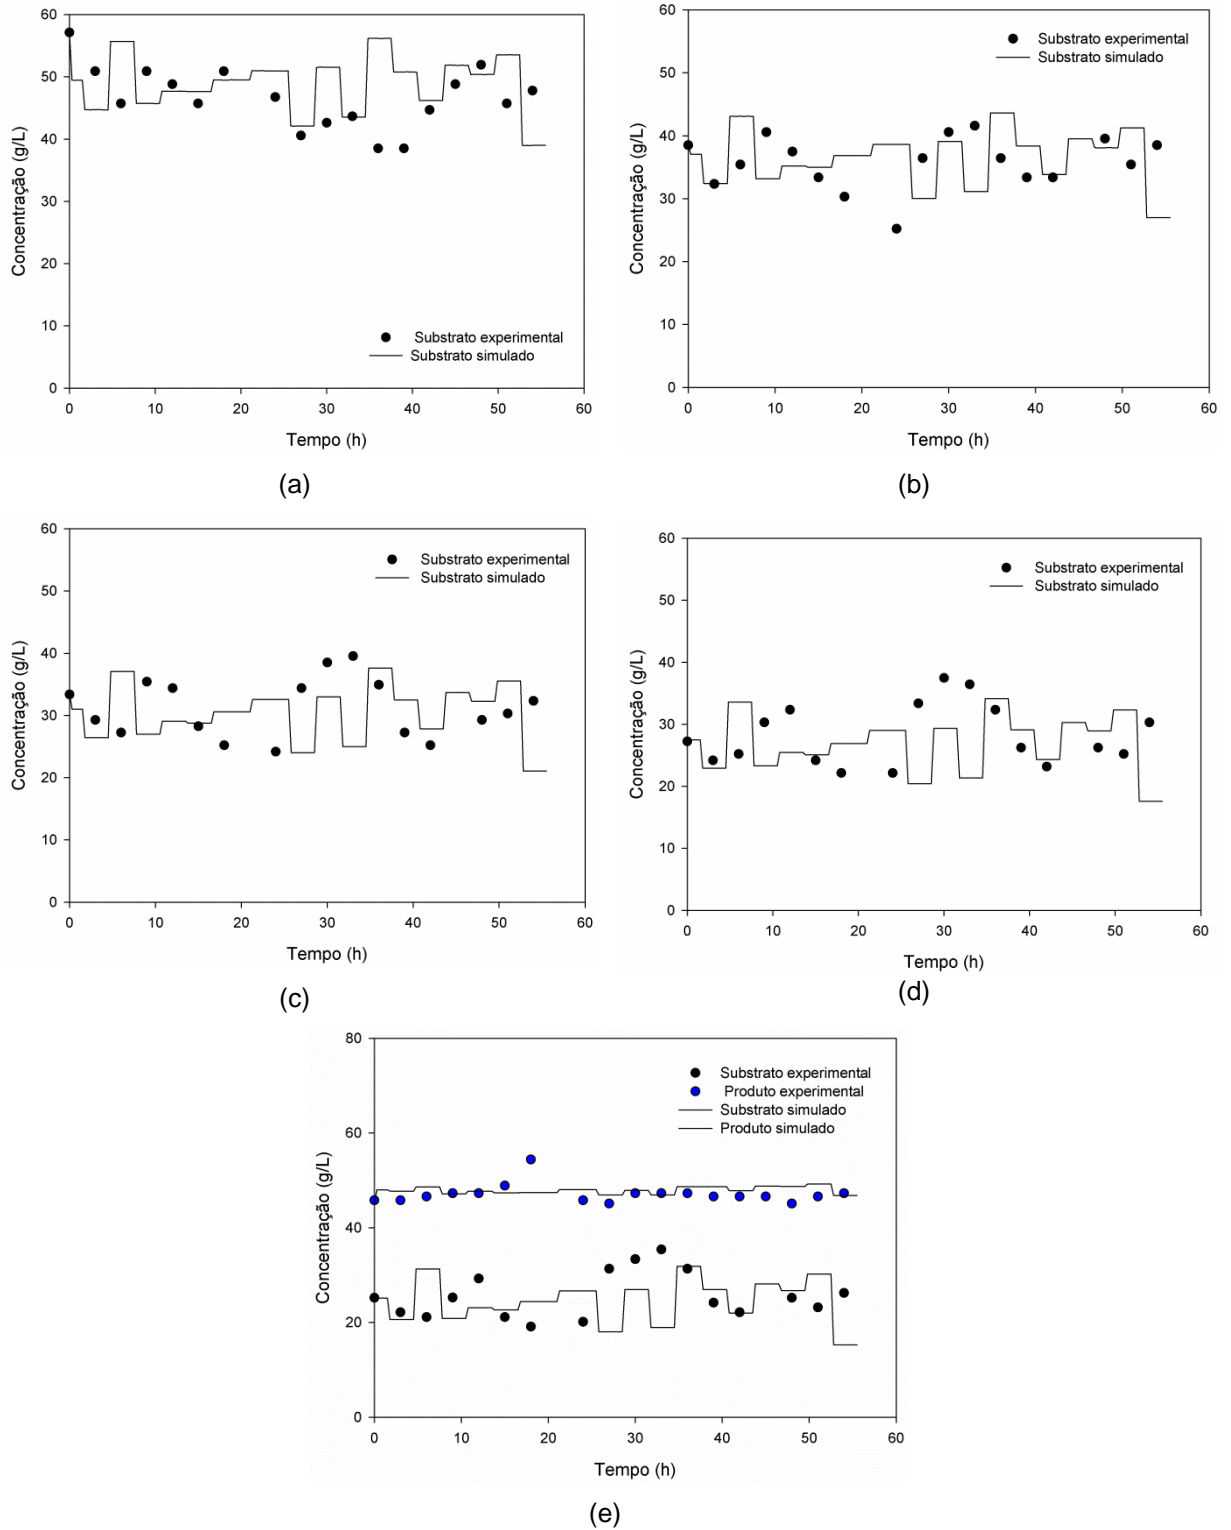 60
50
40
30
20
10
0
Concentração (g/L)
Substrato experimental
Substrato simulado
0 10 20 30 40 50 60
Tempo (h)
(a)
60
50
40
30
20
10
0
Concentração (g/L)
Substrato experimental
Substrato simulado
0 10 20 30 40 50 60
Tempo (h)
(b)
60
50
40
30
20
10
0
Concentração (g/L)
Substrato experimental
Substrato simulado
0 10 20 30 40 50 60
Tempo (h)
(c)
60
50
40
30
20
10
0
Concentração (g/L)
Substrato experimental
Substrato simulado
0 10 20 30 40 50 60
Tempo (h)
(d)
80
60
40
20
0
Concentração (g/L)
Substrato experimental
Produto experimental
Substrato simulado
Produto simulado
0 10 20 30 40 50 60
Tempo (h)
(e)